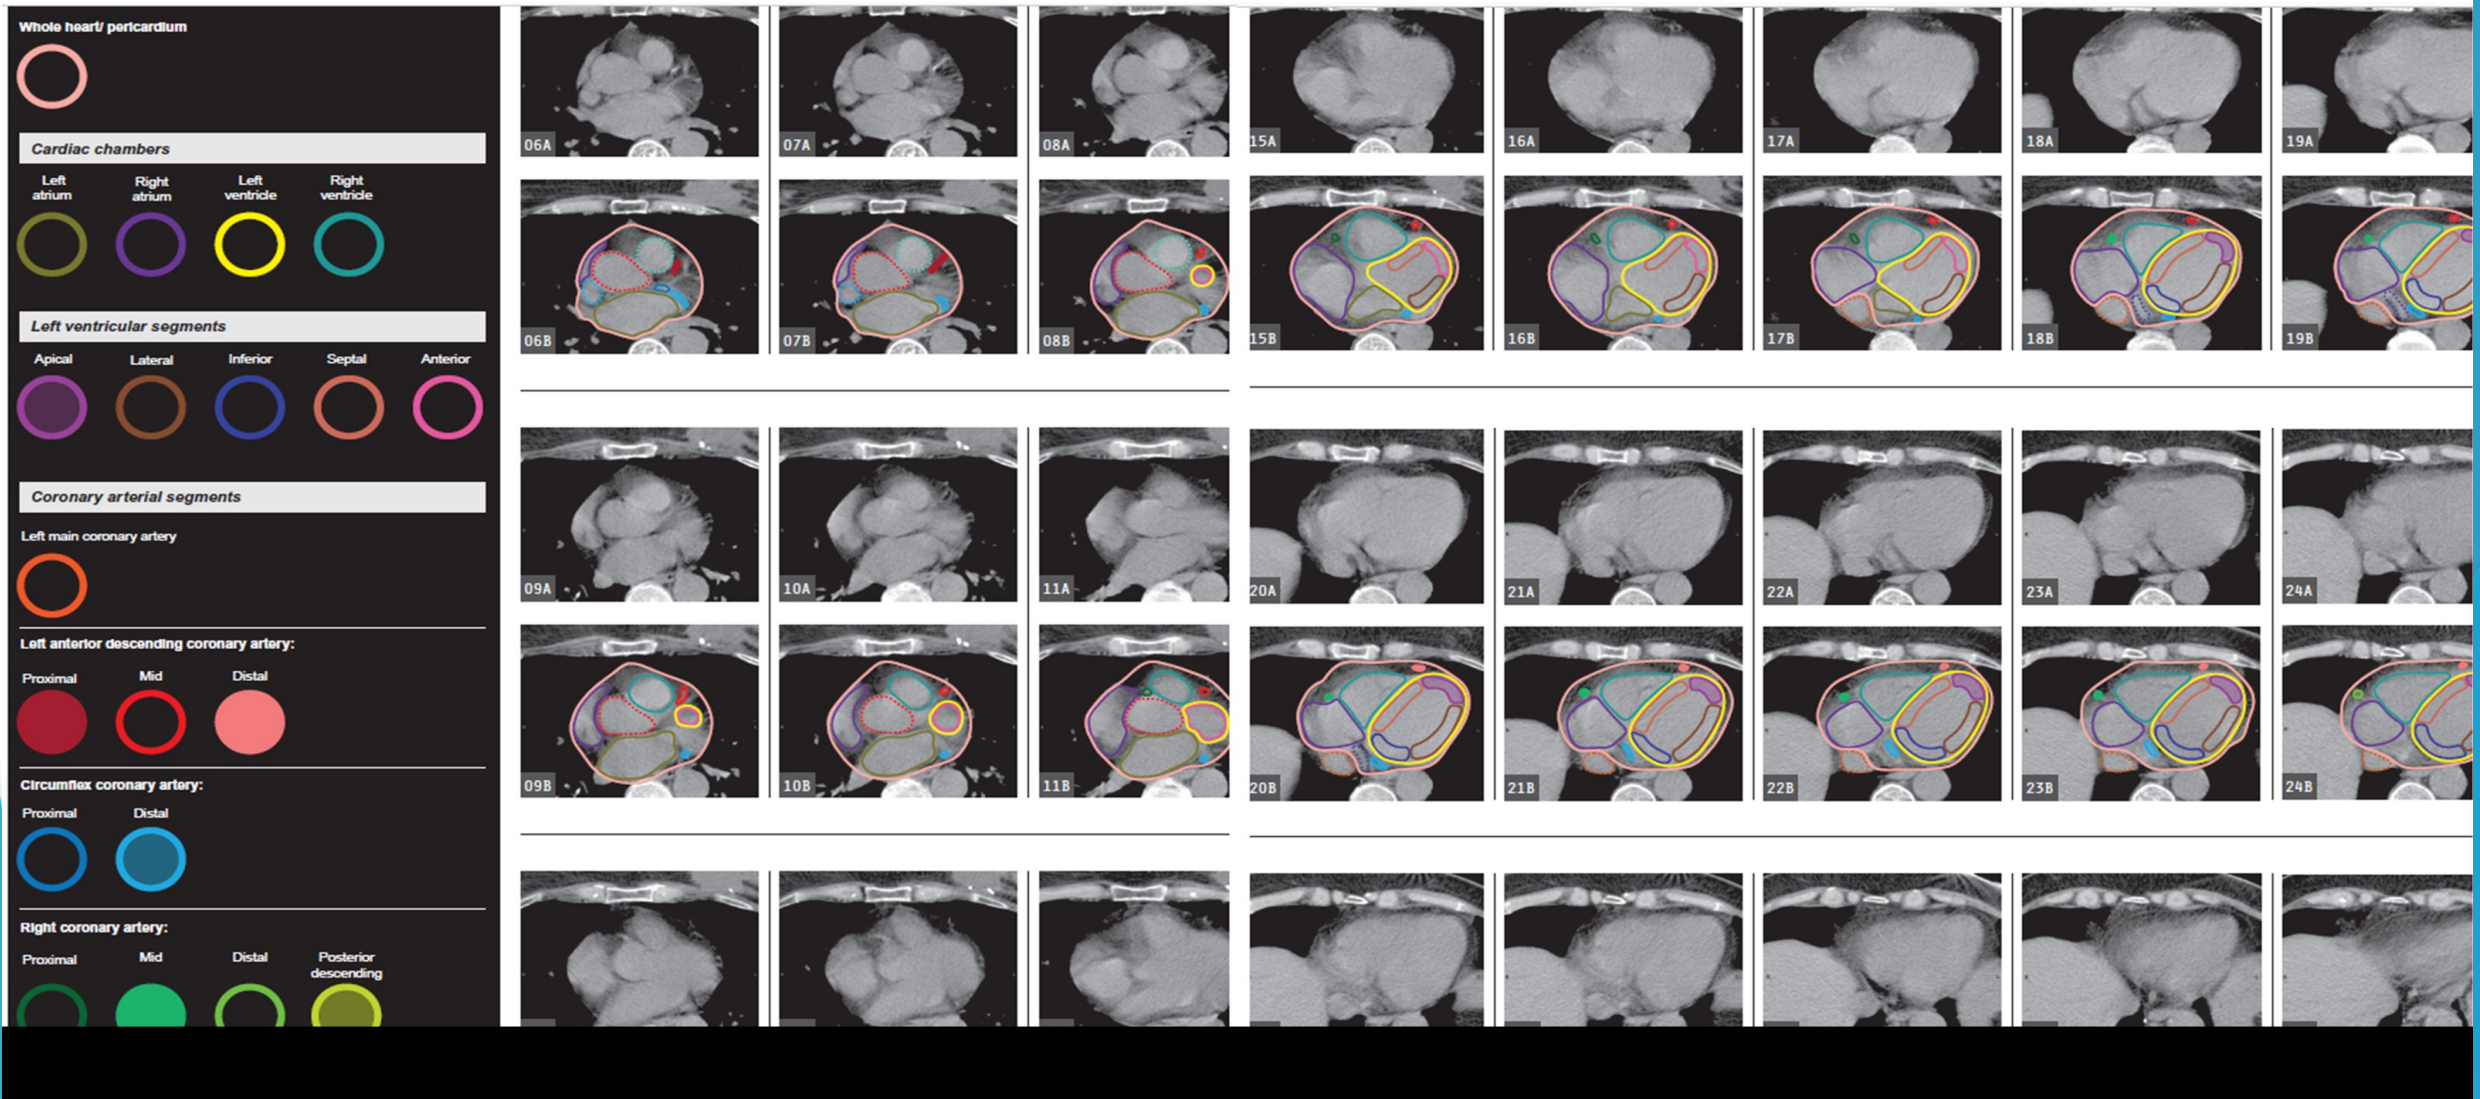 Whole heart/ pericardium
Cardiac chambers
Left atrium
Right atrium
Left ventricle
Right ventricle
Left ventricular segments
Apical Lateral Inferior Septal Anterior
Coronary arterial segments
Left main coronary artery
Left anterior descending coronary artery:
Proximal Mid Distal
Circumflex coronary artery:
Proximal Distal
Right coronary artery:
Proximal Mid Distal Posterior descending
06A 07A 08A 15A 16A 17A 18A 19A
06B 07B 08B 15B 16B 17B 18B 19B
09A 10A 11A 20A 21A 22A 23A 24A
09B 10B 11B 20B 21B 22B 23B 24B